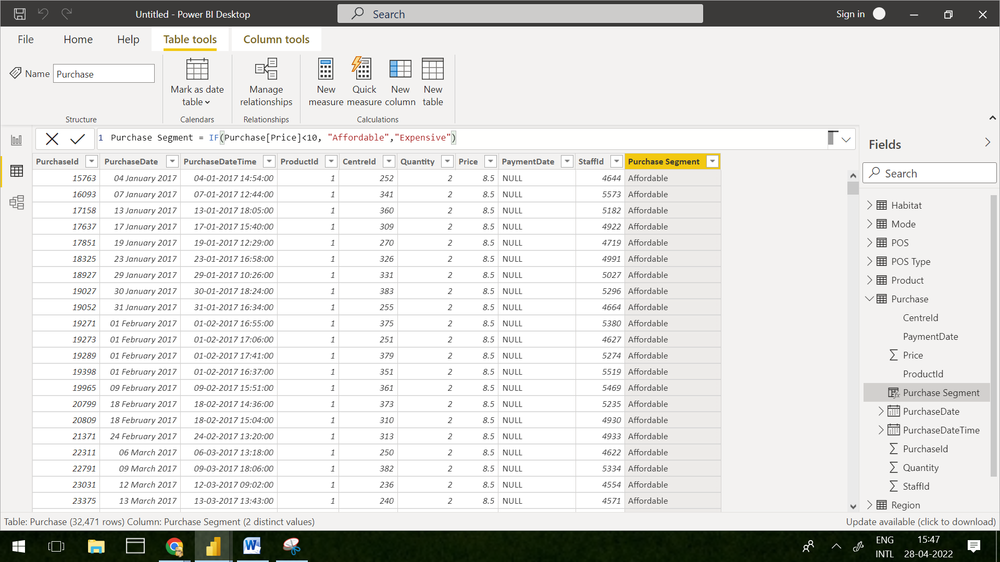 Untitled - Power BI Desktop
Search
Sign in
File
Home
Help
Table tools
Column tools
Name
Purchase
Mark as date table
Manage relationships
New measure
Quick measure
New column
New table
Structure
Calendars
Relationships
Calculations
1 Purchase Segment = IF(Purchase[Price]<10, "Affordable","Expensive")
PurchaseId PurchaseDate PurchaseDateTime ProductId CentreId Quantity Price PaymentDate StaffId Purchase Segment
15763 04 January 2017 04-01-2017 14:54:00 1 252 2 8.5 NULL 4644 Affordable
16093 07 January 2017 07-01-2017 12:44:00 1 341 2 8.5 NULL 5573 Affordable
17158 13 January 2017 13-01-2017 18:05:00 1 360 2 8.5 NULL 5182 Affordable
17637 17 January 2017 17-01-2017 15:40:00 1 309 2 8.5 NULL 4922 Affordable
17851 19 January 2017 19-01-2017 12:29:00 1 270 2 8.5 NULL 4719 Affordable
18325 23 January 2017 23-01-2017 16:58:00 1 326 2 8.5 NULL 4991 Affordable
18927 29 January 2017 29-01-2017 10:26:00 1 331 2 8.5 NULL 5027 Affordable
19027 30 January 2017 30-01-2017 18:24:00 1 383 2 8.5 NULL 5296 Affordable
19052 31 January 2017 31-01-2017 16:34:00 1 255 2 8.5 NULL 4664 Affordable
19271 01 February 2017 01-02-2017 16:55:00 1 375 2 8.5 NULL 5380 Affordable
19273 01 February 2017 01-02-2017 17:06:00 1 251 2 8.5 NULL 4627 Affordable
19289 01 February 2017 01-02-2017 17:41:00 1 379 2 8.5 NULL 5274 Affordable
19398 01 February 2017 01-02-2017 16:37:00 1 351 2 8.5 NULL 5519 Affordable
19965 09 February 2017 09-02-2017 15:51:00 1 361 2 8.5 NULL 5469 Affordable
20799 18 February 2017 18-02-2017 14:36:00 1 373 2 8.5 NULL 5235 Affordable
20809 18 February 2017 18-02-2017 15:04:00 1 310 2 8.5 NULL 4930 Affordable
21371 24 February 2017 24-02-2017 13:20:00 1 313 2 8.5 NULL 4933 Affordable
22311 06 March 2017 06-03-2017 13:18:00 1 250 2 8.5 NULL 4622 Affordable
22791 09 March 2017 09-03-2017 18:06:00 1 382 2 8.5 NULL 5334 Affordable
23031 12 March 2017 12-03-2017 09:02:00 1 236 2 8.5 NULL 4554 Affordable
23375 13 March 2017 13-03-2017 13:43:00 1 240 2 8.5 NULL 4571 Affordable
Fields
Search
Habitat
Mode
POS
POS Type
Product
Purchase
CentreId
PaymentDate
Price
ProductId
Purchase Segment
PurchaseDate
PurchaseDateTime
PurchaseId
Quantity
StaffId
Region
Table: Purchase (32,471 rows) Column: Purchase Segment (2 distinct values)
Update available (click to download)
ENG
INTL
15:47
28-04-2022